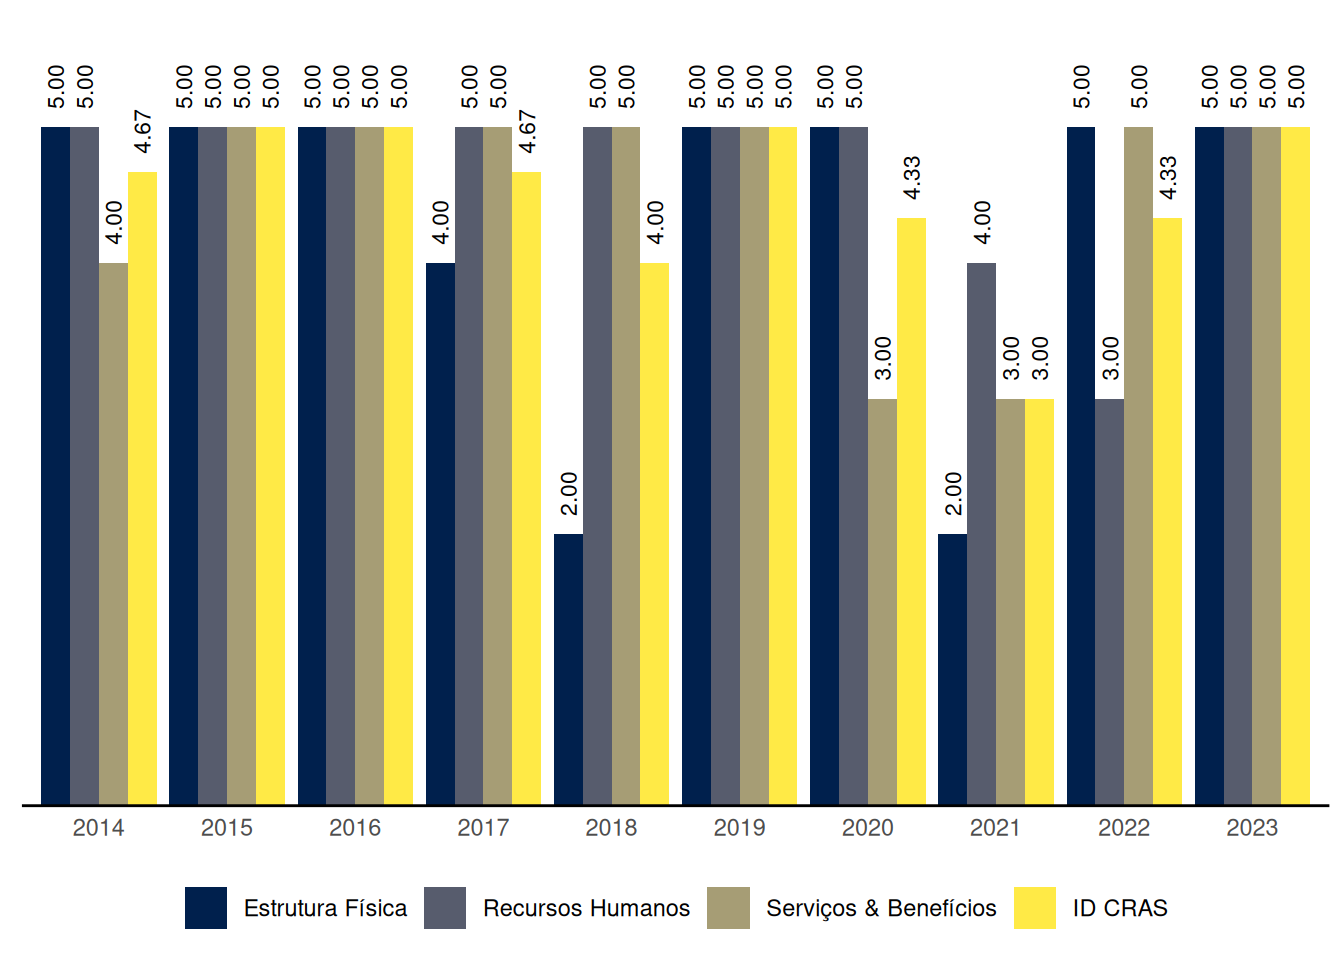 5.00 5.00 4.00 4.67 5.00 5.00 5.00 5.00 5.00 5.00 5.00 5.00 4.00 5.00 5.00 4.67 2.00 5.00 5.00 4.00 5.00 5.00 5.00 5.00 5.00 5.00 3.00 4.33 2.00 4.00 3.00 3.00 5.00 3.00 5.00 4.33 5.00 5.00 5.00 5.00
2014 2015 2016 2017 2018 2019 2020 2021 2022 2023
Estrutura Física Recursos Humanos Serviços & Benefícios ID CRAS